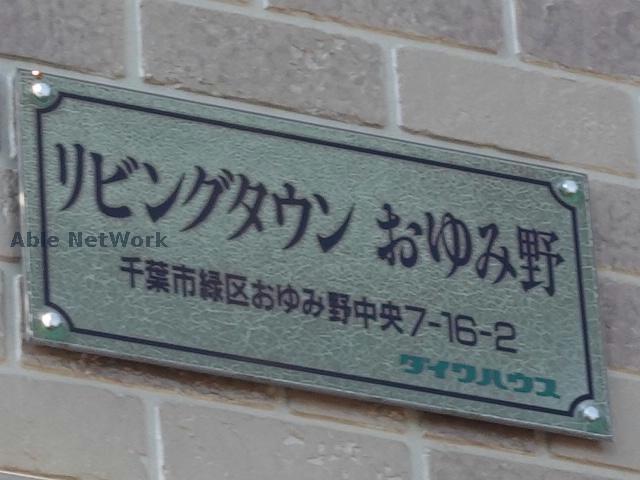 リビングタウン おゆみ野
Able NetWork
千葉市緑区おゆみ野中央7-16-2
ダイワハウス